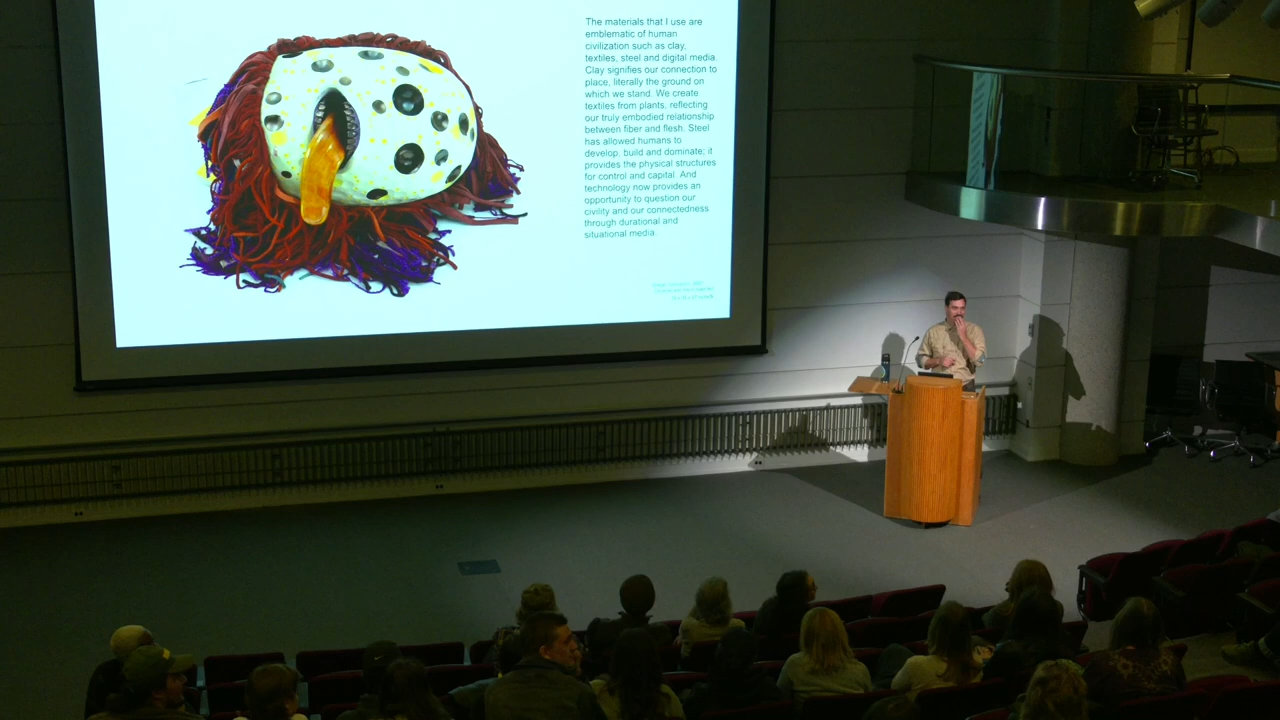 The materials that I use are
emblematic of human
civilization such as clay,
textiles, steel and digital media.
Clay signifies our connection to
place, literally the ground on
which we stand. We create
textiles from plants, reflecting
our truly embodied relationship
between fiber and flesh. Steel
has allowed humans to
develop, build and dominate; it
provides the physical structures
for control and capital. And
technology now provides an
opportunity to question our
civility and our connectedness
through durational and
situational media.